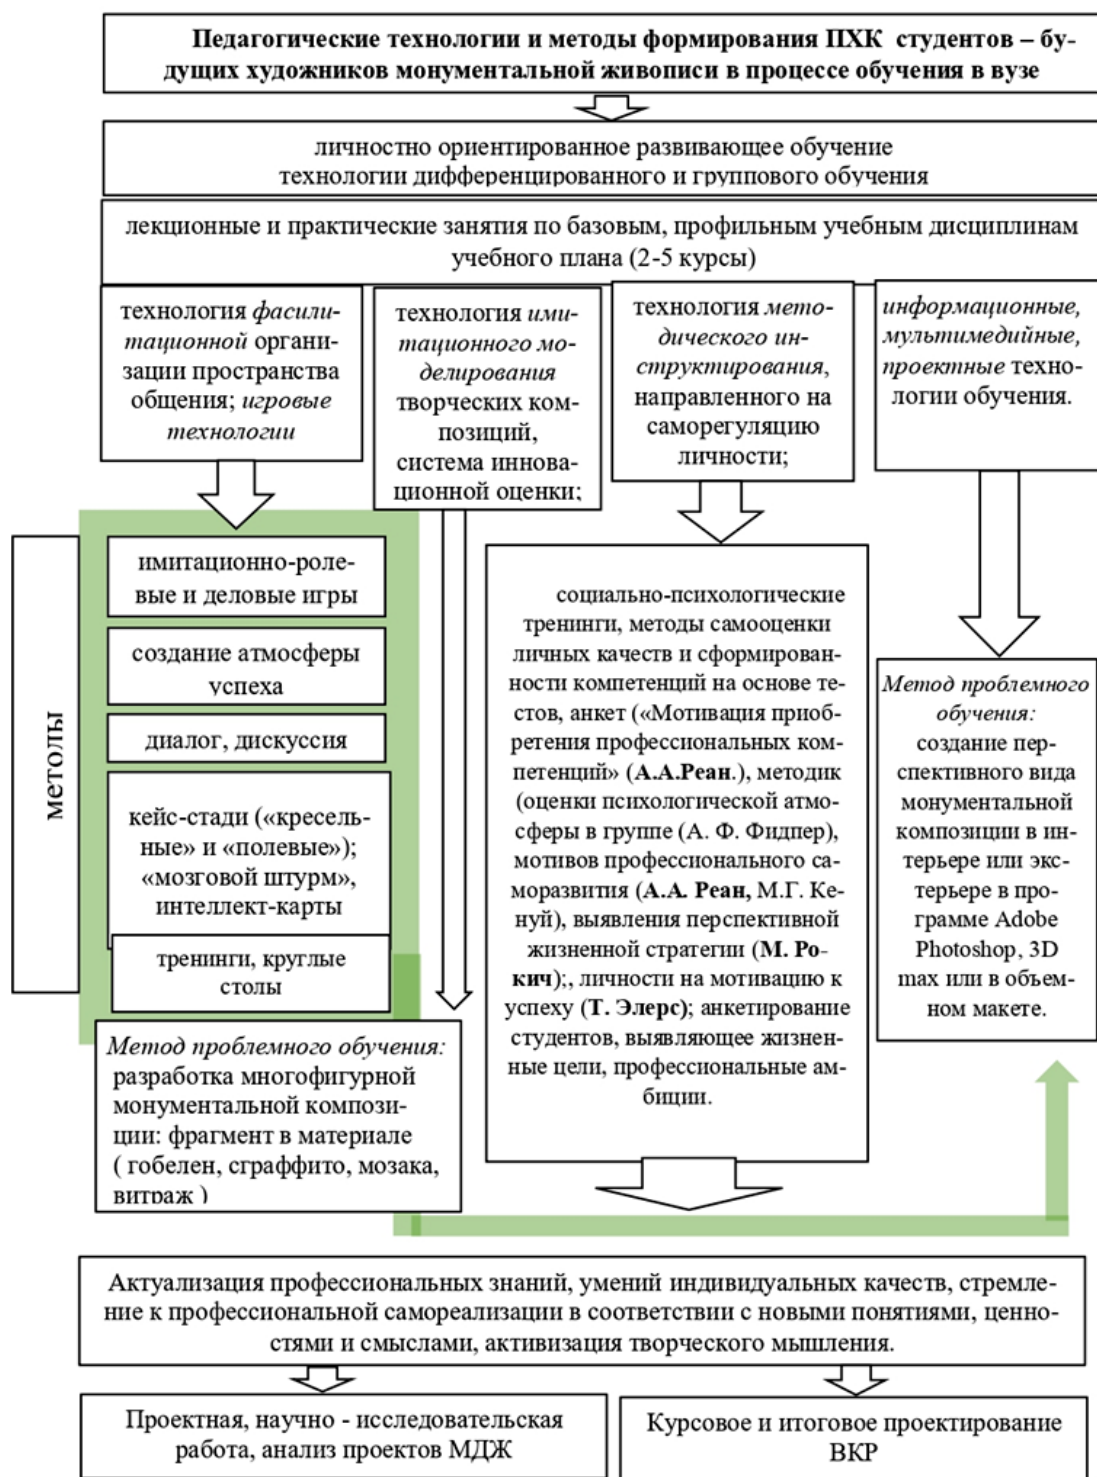 Педагогические технологии и методы формирования ПХК студентов – бу-
дущих художников монументальной живописи в процессе обучения в вузе
личностно ориентированное развивающее обучение
технологии дифференцированного и группового обучения
лекционные и практические занятия по базовым, профильным учебным дисциплинам
учебного плана (2-5 курсы)
технология фасили-
тационной органи-
зации пространства
общения; игровые
технологии
технология ими-
тационного мо-
делирования
творческих ком-
позиций,
система иннова-
ционной оценки;
технология мето-
дического ин-
структирования,
направленного на
саморегуляцию
личности;
информационные,
мультимедийные,
проектные техно-
логии обучения.
метолы
имитационно-роле-
вые и деловые игры
создание атмосферы
успеха
диалог, дискуссия
кейс-стади («кресель-
ные» и «полевые»);
«мозговой штурм»,
интеллект-карты
тренинги, круглые
столы
Метод проблемного обучения:
разработка многофигурной
монументальной компози-
ции: фрагмент в материале
( гобелен, сграффито, мозака,
витраж )
социально-психологические
тренинги, методы самооценки
личных качеств и сформирован-
ности компетенций на основе те-
стов, анкет («Мотивация приоб-
ретения профессиональных ком-
петенций» (А.А.Реан.), методик
(оценки психологической атмо-
сферы в группе (А. Ф. Фидпер),
мотивов профессионального са-
моразвития (А.А. Реан, М.Г. Ке-
нуй), выявления перспективной
жизненной стратегии (М. Ро-
кич);, личности на мотивацию к
успеху (Т. Элерс); анкетирование
студентов, выявляющее жизнен-
ные цели, профессиональные ам-
биции.
Метод проблемного
обучения:
создание пер-
спективного вида
монументальной
композиции в ин-
терьере или экс-
терьере в про-
грамме Adobe
Photoshop, 3D
max или в объем-
ном макете.
Актуализация профессиональных знаний, умений индивидуальных качеств, стремле-
ние к профессиональной самореализации в соответствии с новыми понятиями, ценно-
стями и смыслами, активизация творческого мышления.
Проектная, научно - исследовательская
работа, анализ проектов МДЖ
Курсовое и итоговое проектирование
ВКР